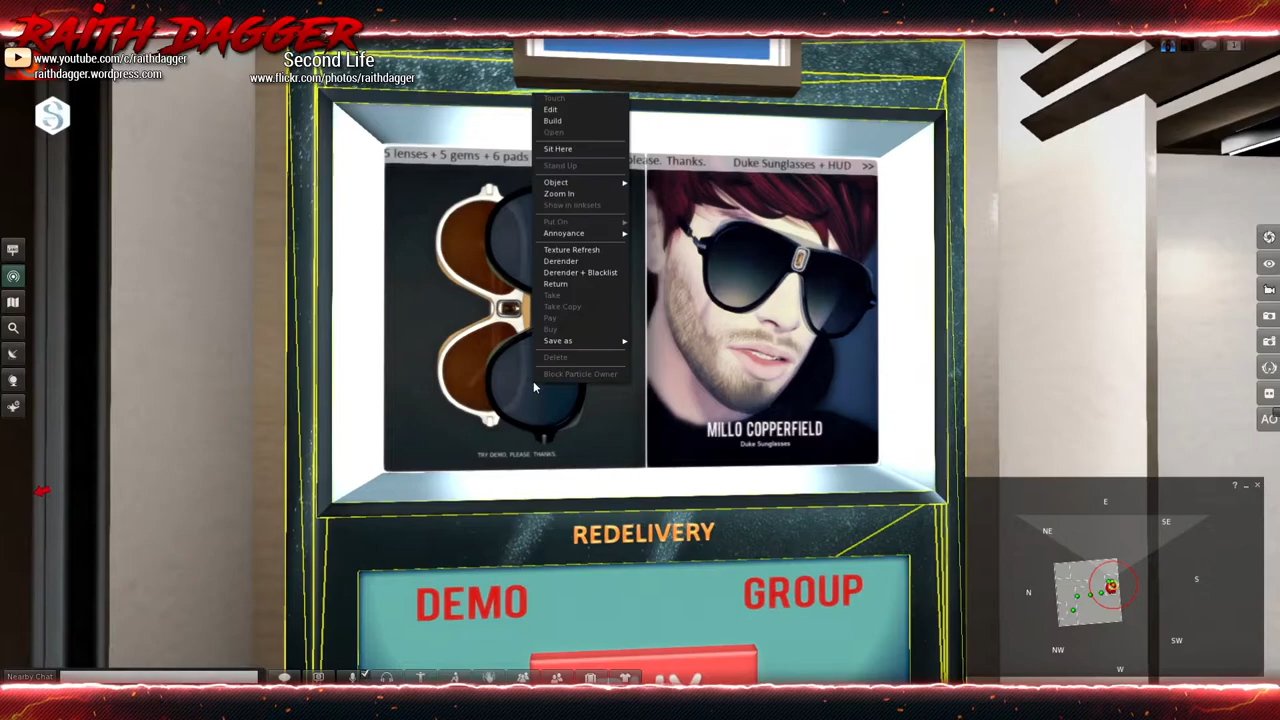 RAITH DAGGER
www.youtube.com/c/raithdagger
raithdagger.wordpress.com
Second Life
www.flickr.com/photos/raithdagger
1
Touch
Edit
Build
Open
Sit Here
Stand Up
Object
Zoom In
Show in linksets
Put On
Annoyance
Texture Refresh
Derender
Derender + Blacklist
Return
Take
Take Copy
Pay
Buy
Save as
Delete
Block Particle Owner
5 lenses + 5 gems + 6 pads
please. Thanks.
Duke Sunglasses + HUD >>
TRY DEMO. PLEASE. THANKS.
MILLO COPPERFIELD
Duke Sunglasses
REDELIVERY
DEMO
GROUP
AO
? _ ×
E
NE
SE
N
S
NW
SW
W
Nearby Chat